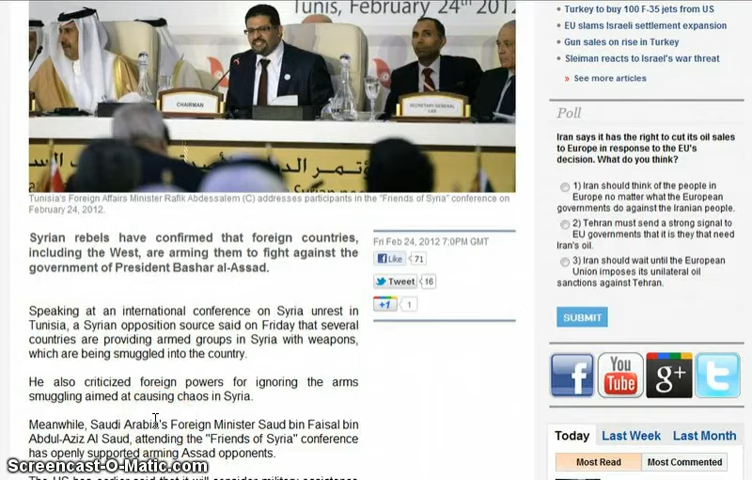 Tunis, February 24th 2012
CHAIRMAN
SECRETARY GENERAL
Tunisia's Foreign Affairs Minister Rafik Abdessalem (C) addresses participants in the "Friends of Syria" conference on
February 24, 2012.
Syrian rebels have confirmed that foreign countries,
including the West, are arming them to fight against the
government of President Bashar al-Assad.
Fri Feb 24, 2012 7:0PM GMT
Like 71
Tweet 16
+1 1
Speaking at an international conference on Syria unrest in
Tunisia, a Syrian opposition source said on Friday that several
countries are providing armed groups in Syria with weapons,
which are being smuggled into the country.
He also criticized foreign powers for ignoring the arms
smuggling aimed at causing chaos in Syria.
Meanwhile, Saudi Arabia's Foreign Minister Saud bin Faisal bin
Abdul-Aziz Al Saud, attending the "Friends of Syria" conference
has openly supported arming Assad opponents.
Screencast-O-Matic.com
Turkey to buy 100 F-35 jets from US
EU slams Israeli settlement expansion
Gun sales on rise in Turkey
Sleiman reacts to Israel's war threat
» See more articles
Poll
Iran says it has the right to cut its oil sales
to Europe in response to the EU's
decision. What do you think?
1) Iran should think of the people in
Europe no matter what the European
governments do against the Iranian people.
2) Tehran must send a strong signal to
EU governments that it is they that need
Iran's oil.
3) Iran should wait until the European
Union imposes its unilateral oil
sanctions against Tehran.
SUBMIT
f
You
Tube
g+
t
Today Last Week Last Month
Most Read Most Commented